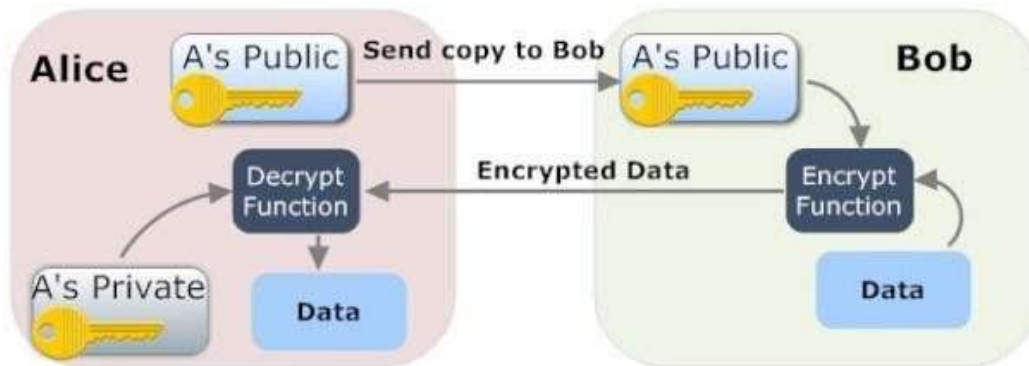 Alice
A's Public
Send copy to Bob
A's Public
Bob
Decrypt
Function
Encrypted Data
Encrypt
Function
A's Private
Data
Data